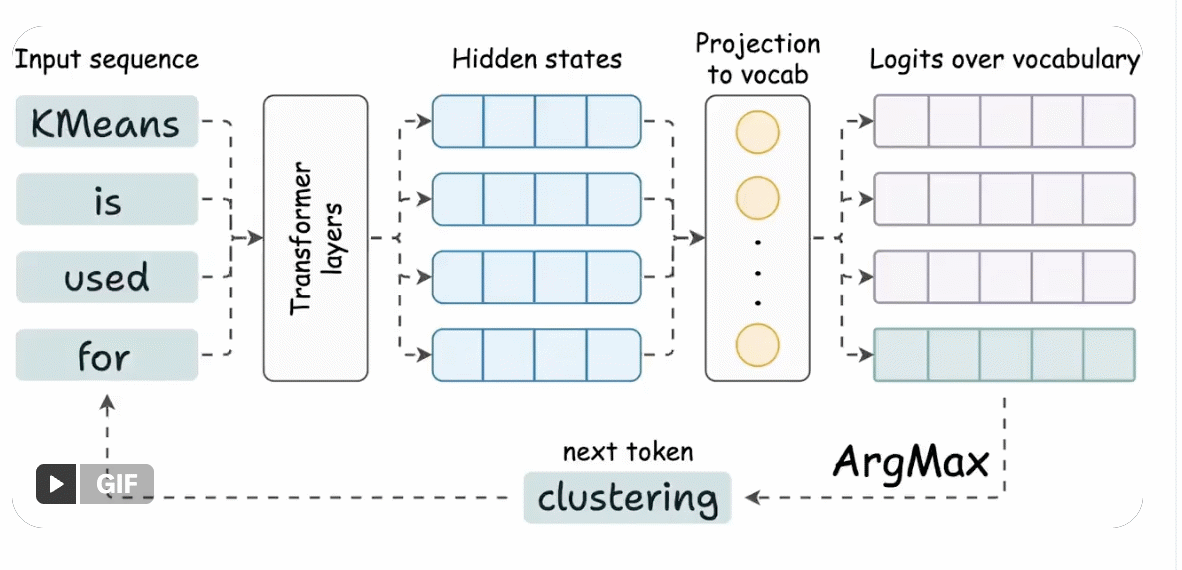 Input sequence
Hidden states
Projection
to vocab
Logits over vocabulary
KMeans
is
used
for
Transformer
layers
next token
clustering
ArgMax
GIF